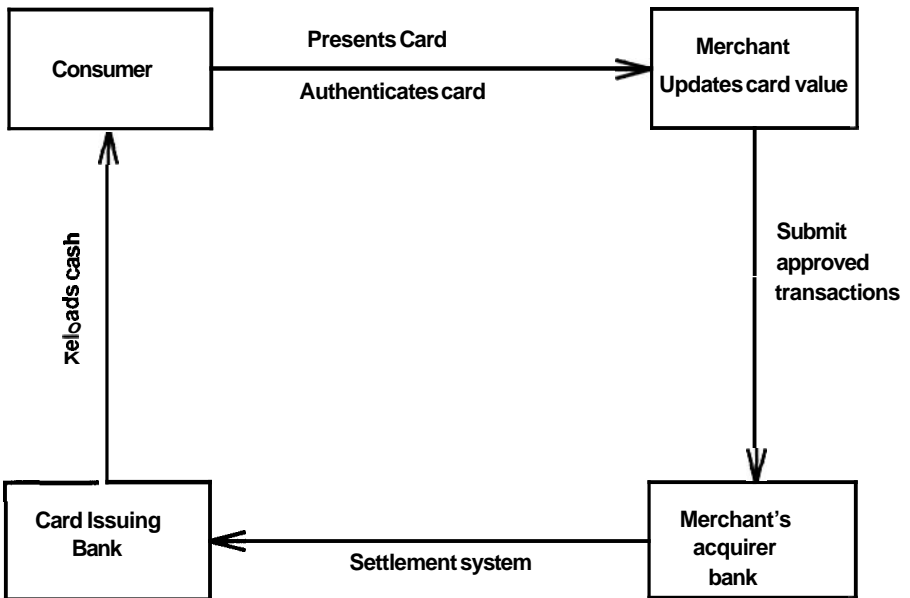 Consumer
Presents Card
Authenticates card
Merchant
Updates card value
Submit
approved
transactions
Reloads cash
Card Issuing
Bank
Settlement system
Merchant's
acquirer
bank